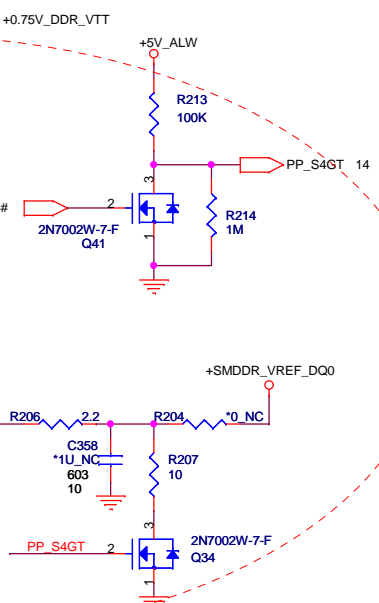 +0.75V_DDR_VTT
+5V_ALW
R213
100K
3
PP_S4GT 14
#
2
R214
1M
2N7002W-7-F
Q41
1
+SMDDR_VREF_DQ0
R206 2.2 R204 *0_NC
C358
*1U_NC
603
10
R207
10
3
PP_S4GT 2
2N7002W-7-F
Q34
1